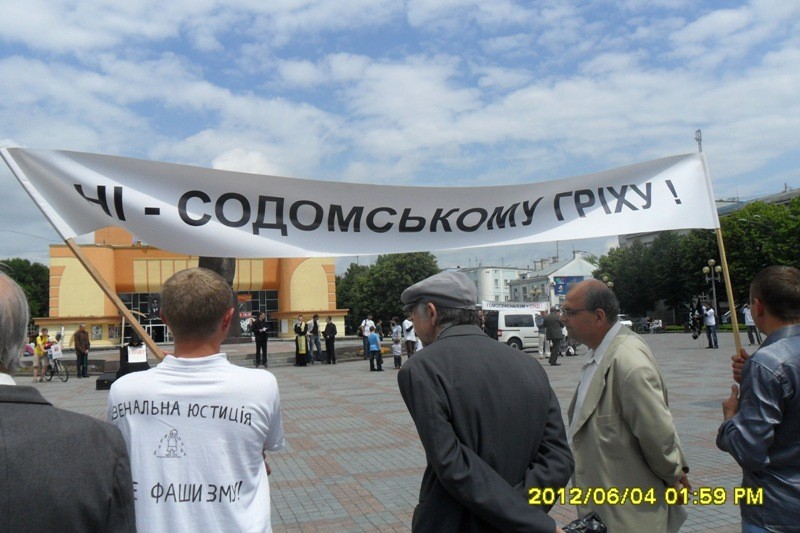 НІ - СОДОМСЬКОМУ ГРІХУ !
ВЕНАЛЬНА ЮСТИЦІЯ
ФАШИЗМУ!
2012/06/04 01:59 PM